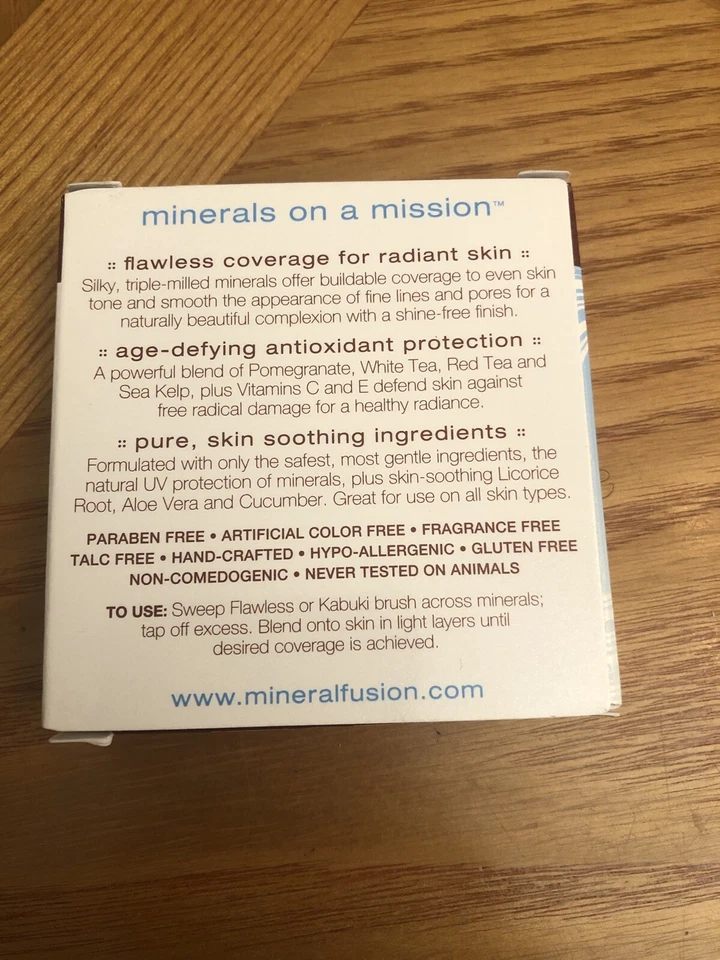 minerals on a mission™
:: flawless coverage for radiant skin ::
Silky, triple-milled minerals offer buildable coverage to even skin
tone and smooth the appearance of fine lines and pores for a
naturally beautiful complexion with a shine-free finish.
:: age-defying antioxidant protection ::
A powerful blend of Pomegranate, White Tea, Red Tea and
Sea Kelp, plus Vitamins C and E defend skin against
free radical damage for a healthy radiance.
:: pure, skin soothing ingredients ::
Formulated with only the safest, most gentle ingredients, the
natural UV protection of minerals, plus skin-soothing Licorice
Root, Aloe Vera and Cucumber. Great for use on all skin types.
PARABEN FREE • ARTIFICIAL COLOR FREE • FRAGRANCE FREE
TALC FREE • HAND-CRAFTED • HYPO-ALLERGENIC • GLUTEN FREE
NON-COMEDOGENIC • NEVER TESTED ON ANIMALS
TO USE: Sweep Flawless or Kabuki brush across minerals;
tap off excess. Blend onto skin in light layers until
desired coverage is achieved.
www.mineralfusion.com